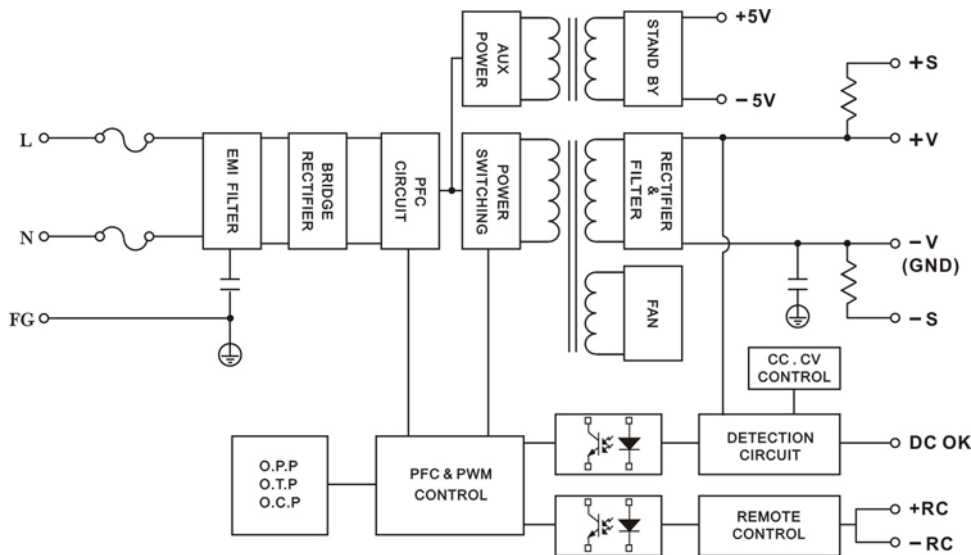 AUX
POWER
STAND BY
+5V
−5V
+S
L
EMI FILTER
BRIDGE
RECTIFIER
PFC
CIRCUIT
POWER
SWITCHING
RECTIFIER
&
FILTER
+V
N
−V
(GND)
FG
FAN
−S
CC . CV
CONTROL
O.P.P
O.T.P
O.C.P
PFC & PWM
CONTROL
DETECTION
CIRCUIT
DC OK
REMOTE
CONTROL
+RC
−RC